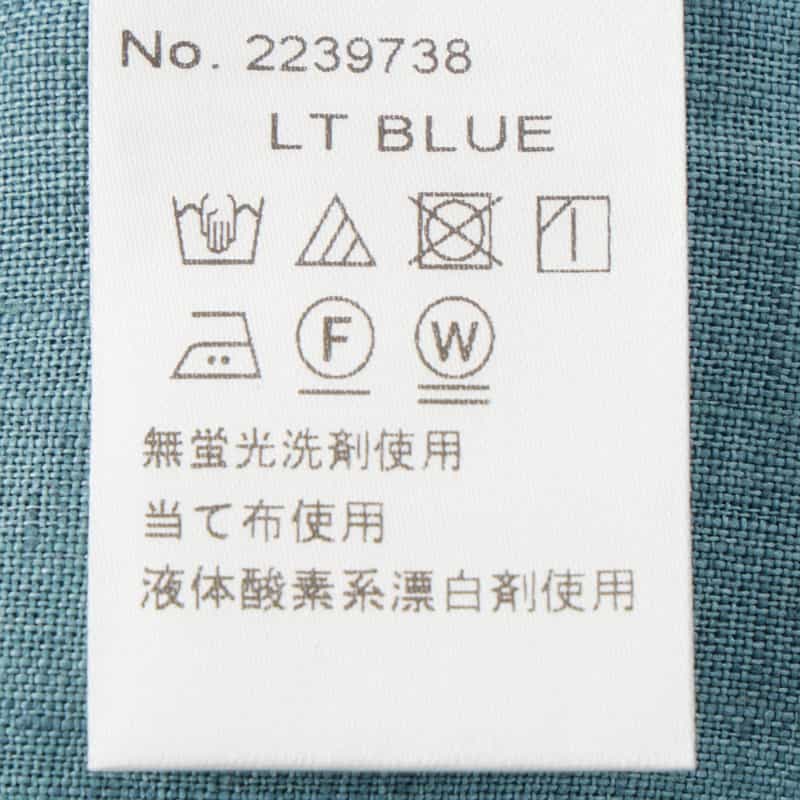 No. 2239738
LT BLUE
F W
無蛍光洗剤使用
当て布使用
液体酸素系漂白剤使用